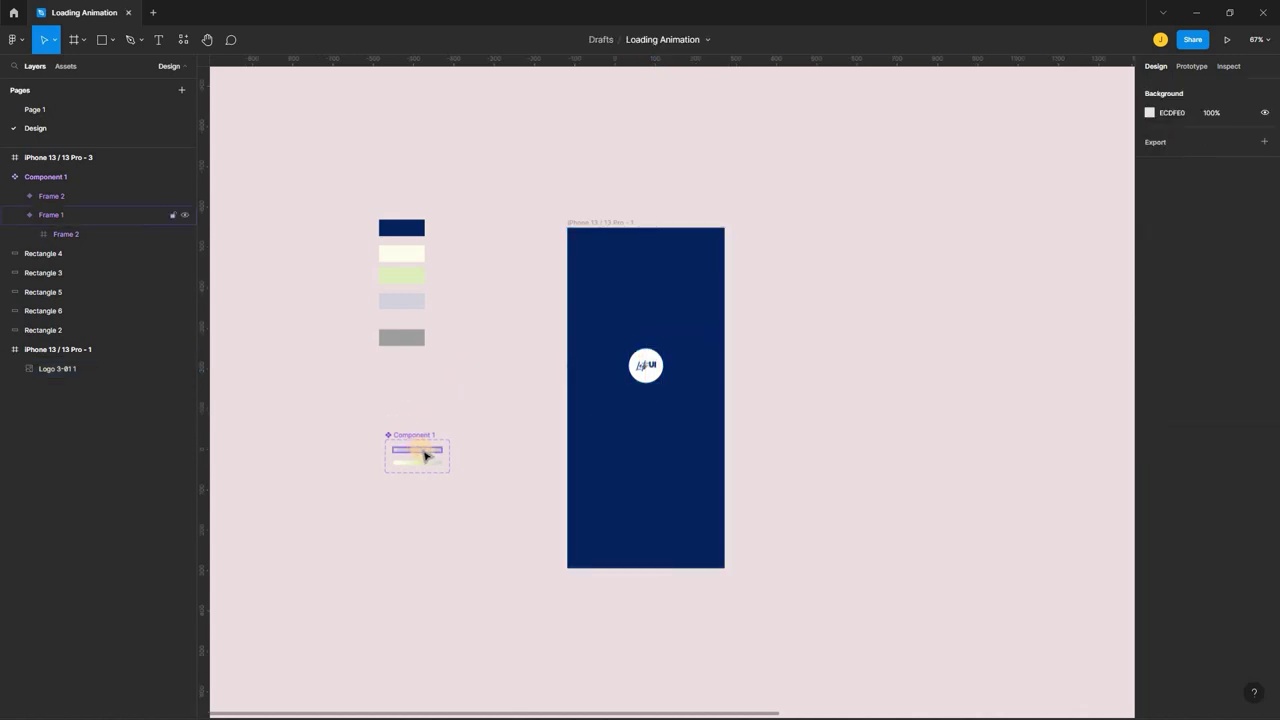 Loading Animation
Drafts / Loading Animation
J
Share
67%
Layers
Assets
Design
Design
Prototype
Inspect
Pages
Page 1
Design
Background
ECDFE0
100%
Export
iPhone 13 / 13 Pro - 3
Component 1
Frame 2
Frame 1
Frame 2
Rectangle 4
Rectangle 3
Rectangle 5
Rectangle 6
Rectangle 2
iPhone 13 / 13 Pro - 1
Logo 3-01 1
iPhone 13 / 13 Pro - 1
UI
Component 1
?